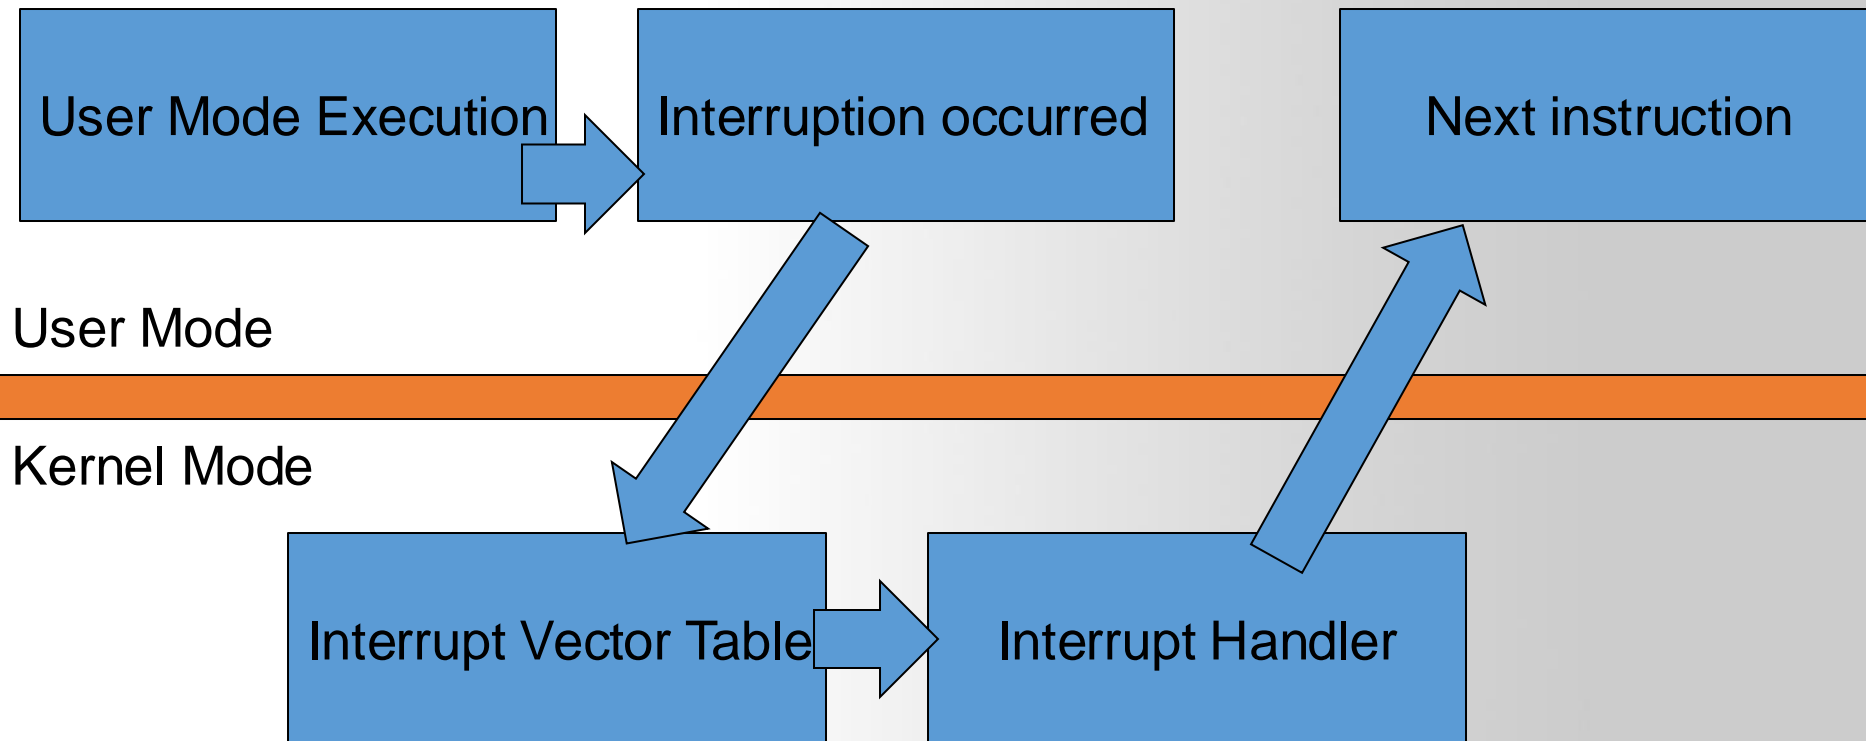 User Mode Execution
Interruption occurred
Next instruction
User Mode
Kernel Mode
Interrupt Vector Table
Interrupt Handler